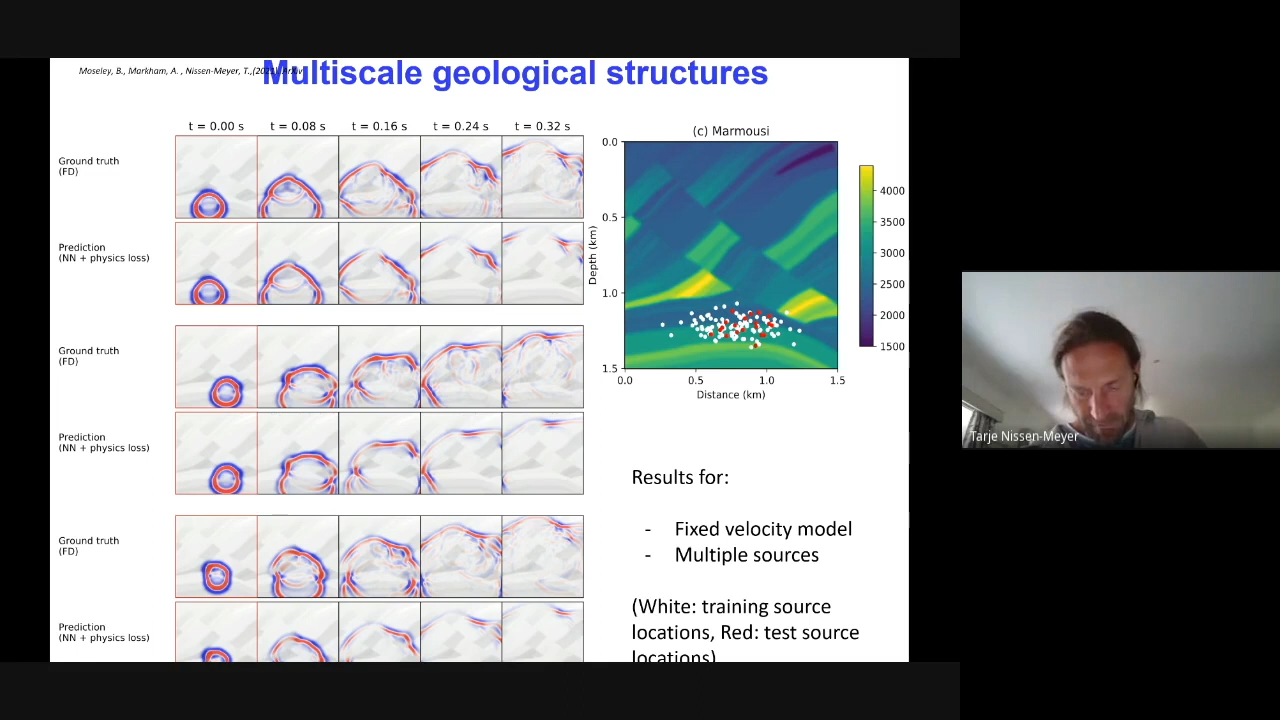 Moseley, B., Markham, A. , Nissen-Meyer, T.,
Multiscale geological structures
t = 0.00 s t = 0.08 s t = 0.16 s t = 0.24 s t = 0.32 s
Ground truth
(FD)
Prediction
(NN + physics loss)
Ground truth
(FD)
Prediction
(NN + physics loss)
Ground truth
(FD)
Prediction
(NN + physics loss)
(c) Marmousi
0.0
0.5
1.0
1.5
Depth (km)
0.0 0.5 1.0 1.5
Distance (km)
4000
3500
3000
2500
2000
1500
Results for:
- Fixed velocity model
- Multiple sources
(White: training source
locations, Red: test source
locations)
Tarje Nissen-Meyer